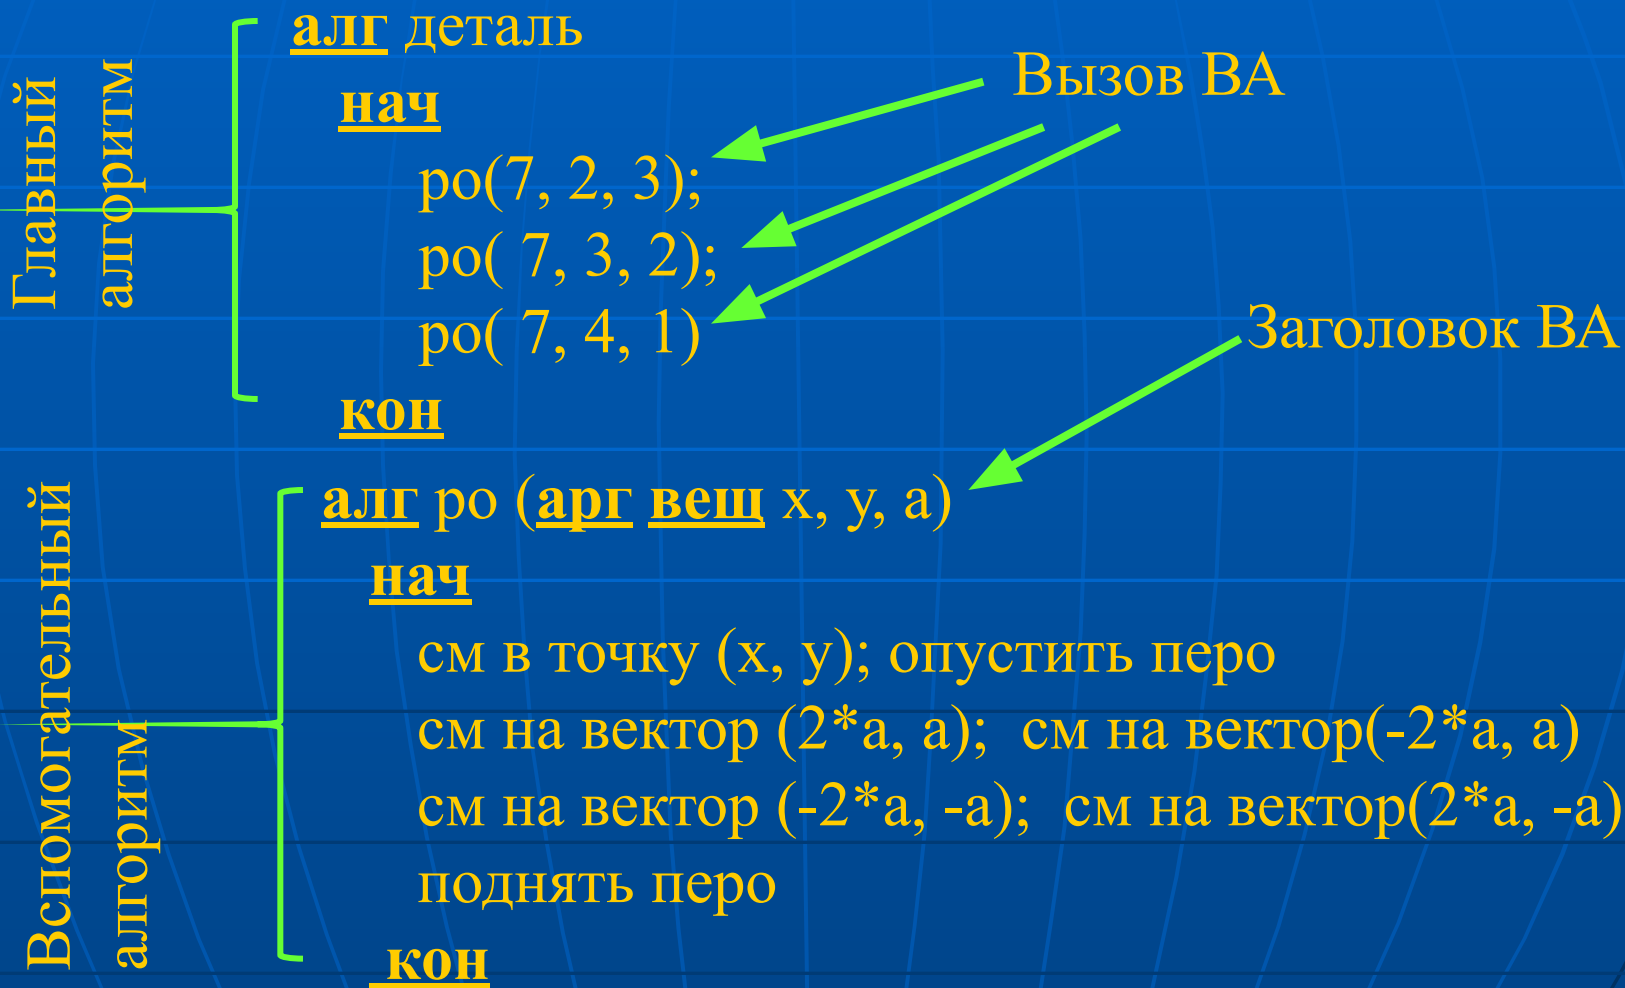 Главный
алгоритм
алг деталь
нач
ро(7, 2, 3);
ро( 7, 3, 2);
ро( 7, 4, 1)
кон
Вызов ВА
Заголовок ВА
Вспомогательный
алгоритм
алг ро (арг вещ x, y, a)
нач
см в точку (x, y); опустить перо
см на вектор (2*a, a);  см на вектор(-2*a, a)
см на вектор (-2*a, -a);  см на вектор(2*a, -a)
поднять перо
кон